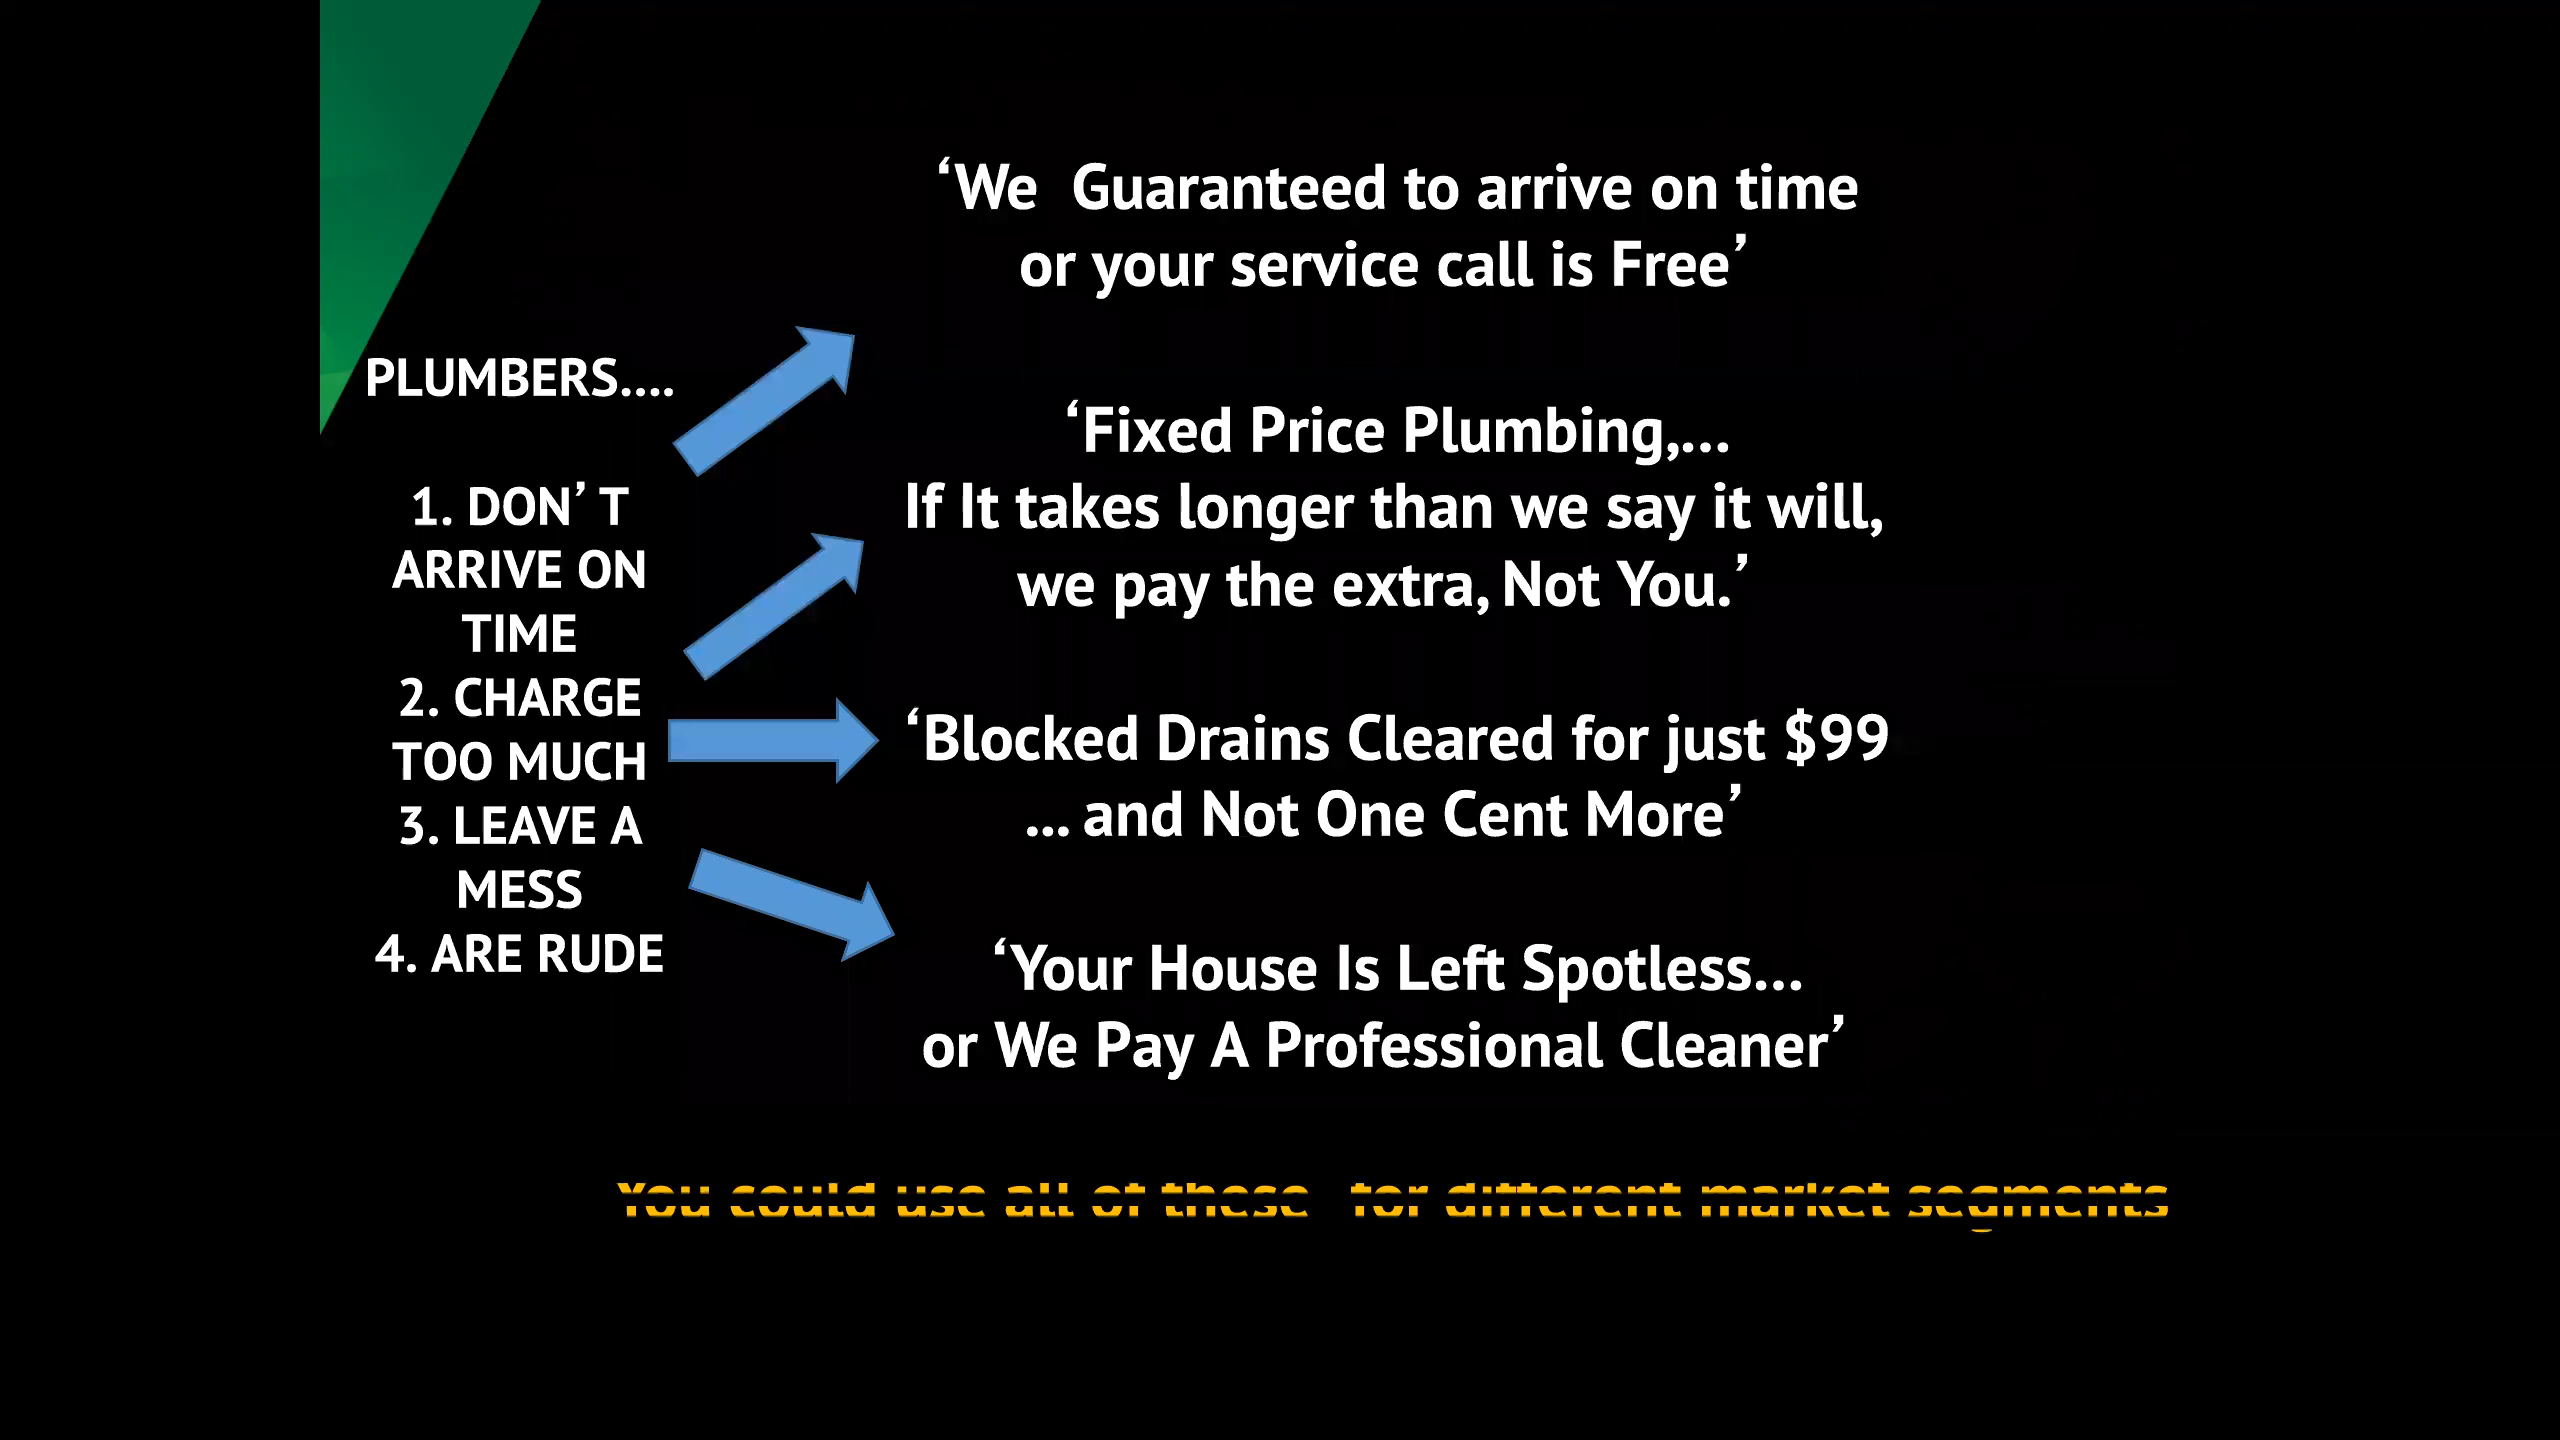 PLUMBERS....
1. DON’ T
ARRIVE ON
TIME
2. CHARGE
TOO MUCH
3. LEAVE A
MESS
4. ARE RUDE
‘We  Guaranteed to arrive on time
or your service call is Free’
‘Fixed Price Plumbing,...
If It takes longer than we say it will,
we pay the extra, Not You.’
‘Blocked Drains Cleared for just $99
... and Not One Cent More’
‘Your House Is Left Spotless...
or We Pay A Professional Cleaner’
You could use all of these  for different market segments